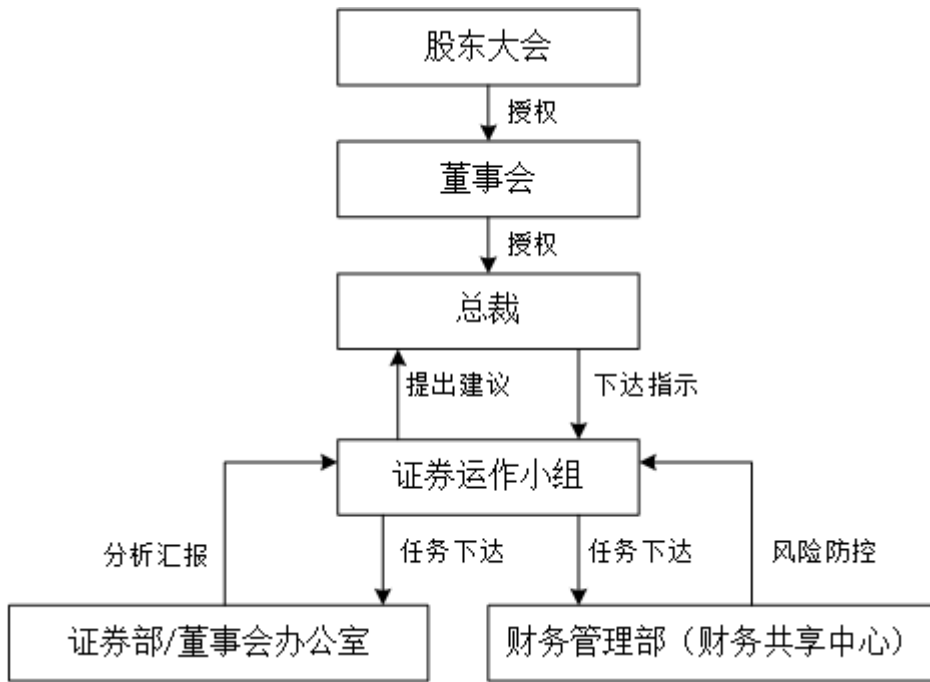 股东大会
授权
董事会
授权
总裁
提出建议
下达指示
证券运作小组
分析汇报
任务下达
任务下达
风险防控
证券部/董事会办公室
财务管理部（财务共享中心）